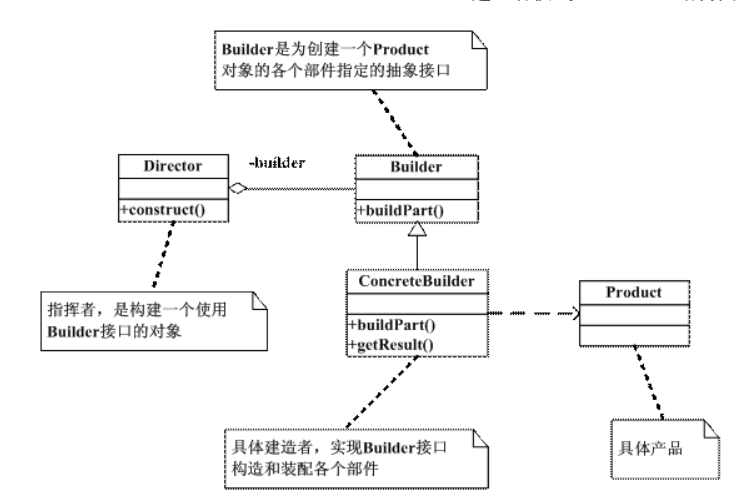 Builder是为创建一个Product
对象的各个部件指定的抽象接口
Director
-builder
Builder
+construct()
+buildPart()
ConcreteBuilder
Product
指挥者，是构建一个使用
Builder接口的对象
+buildPart()
+getResult()
具体建造者，实现Builder接口
构造和装配各个部件
具体产品